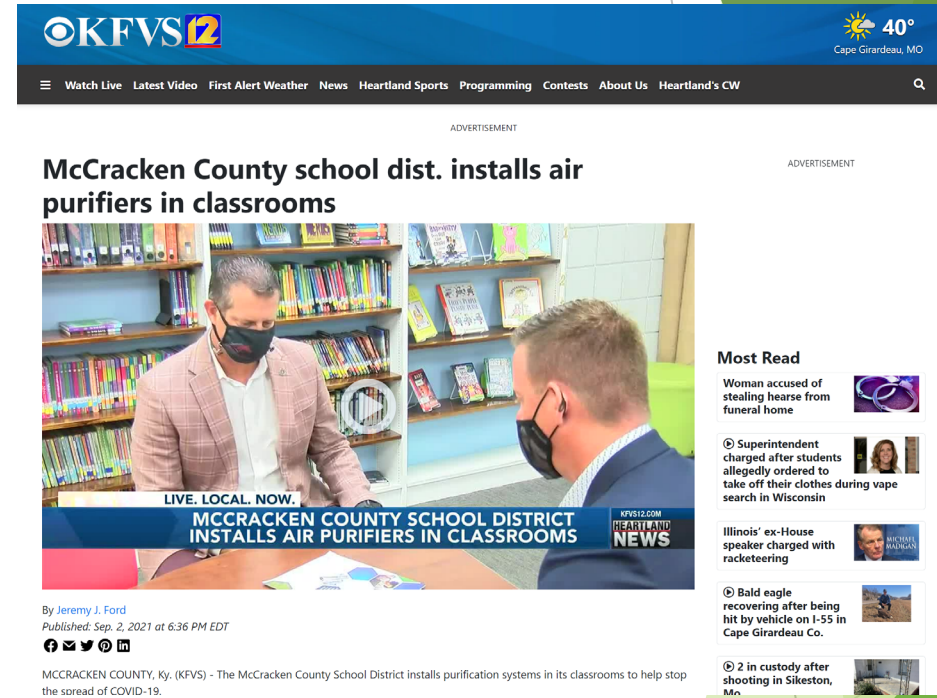 KFVS12
40°
Cape Girardeau, MO
Watch Live Latest Video First Alert Weather News Heartland Sports Programming Contests About Us Heartland's CW
ADVERTISEMENT
McCracken County school dist. installs air
purifiers in classrooms
LIVE. LOCAL. NOW.
MCCRACKEN COUNTY SCHOOL DISTRICT
INSTALLS AIR PURIFIERS IN CLASSROOMS
KFVS12.COM
HEARTLAND
NEWS
By Jeremy J. Ford
Published: Sep. 2, 2021 at 6:36 PM EDT
MCCRACKEN COUNTY, Ky. (KFVS) - The McCracken County School District installs purification systems in its classrooms to help stop
the spread of COVID-19.
ADVERTISEMENT
Most Read
Woman accused of
stealing hearse from
funeral home
Superintendent
charged after students
allegedly ordered to
take off their clothes during vape
search in Wisconsin
Illinois' ex-House
speaker charged with
racketeering
MICHAEL
MADIGAN
Bald eagle
recovering after being
hit by vehicle on I-55 in
Cape Girardeau Co.
2 in custody after
shooting in Sikeston,
Mo.